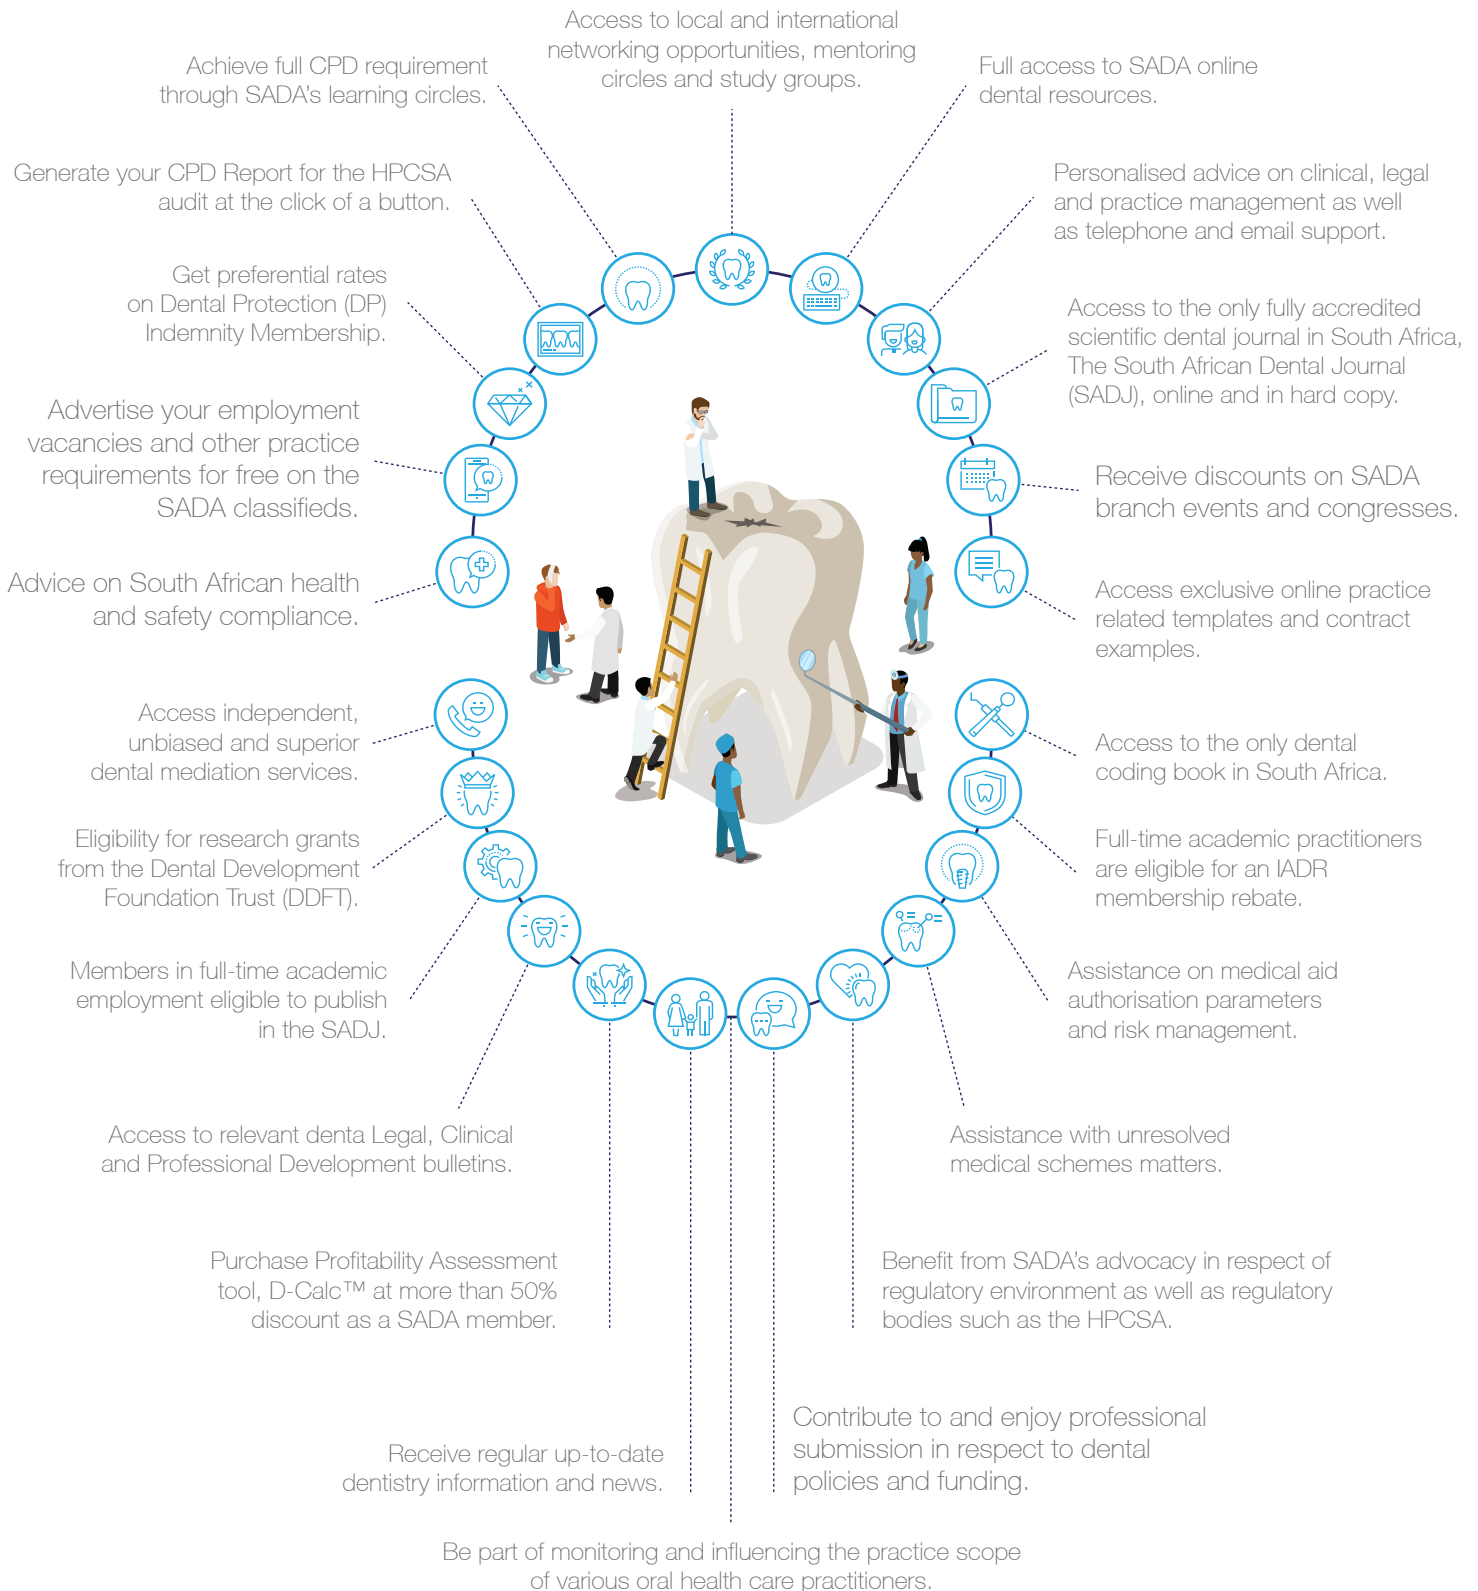 Access to local and international
networking opportunities, mentoring
circles and study groups.
Achieve full CPD requirement
through SADA's learning circles.
Full access to SADA online
dental resources.
Generate your CPD Report for the HPCSA
audit at the click of a button.
Personalised advice on clinical, legal
and practice management as well
as telephone and email support.
Get preferential rates
on Dental Protection (DP)
Indemnity Membership.
Access to the only fully accredited
scientific dental journal in South Africa,
The South African Dental Journal
(SADJ), online and in hard copy.
Advertise your employment
vacancies and other practice
requirements for free on the
SADA classifieds.
Receive discounts on SADA
branch events and congresses.
Advice on South African health
and safety compliance.
Access exclusive online practice
related templates and contract
examples.
Access independent,
unbiased and superior
dental mediation services.
Access to the only dental
coding book in South Africa.
Eligibility for research grants
from the Dental Development
Foundation Trust (DDFT).
Full-time academic practitioners
are eligible for an IADR
membership rebate.
Members in full-time academic
employment eligible to publish
in the SADJ.
Assistance on medical aid
authorisation parameters
and risk management.
Access to relevant denta Legal, Clinical
and Professional Development bulletins.
Assistance with unresolved
medical schemes matters.
Purchase Profitability Assessment
tool, D-Calc™ at more than 50%
discount as a SADA member.
Benefit from SADA's advocacy in respect of
regulatory environment as well as regulatory
bodies such as the HPCSA.
Receive regular up-to-date
dentistry information and news.
Contribute to and enjoy professional
submission in respect to dental
policies and funding.
Be part of monitoring and influencing the practice scope
of various oral health care practitioners.